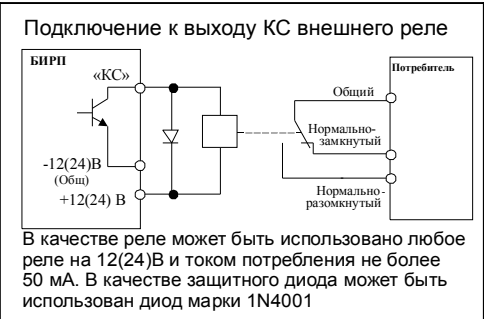 Подключение к выходу КС внешнего реле
БИРП
«КС»
-12(24)В
(Общ)
+12(24) В
Потребитель
Общий
Нормально-
замкнутый
Нормально-
разомкнутый
В качестве реле может быть использовано любое
реле на 12(24)В и током потребления не более
50 мА. В качестве защитного диода может быть
использован диод марки 1N4001